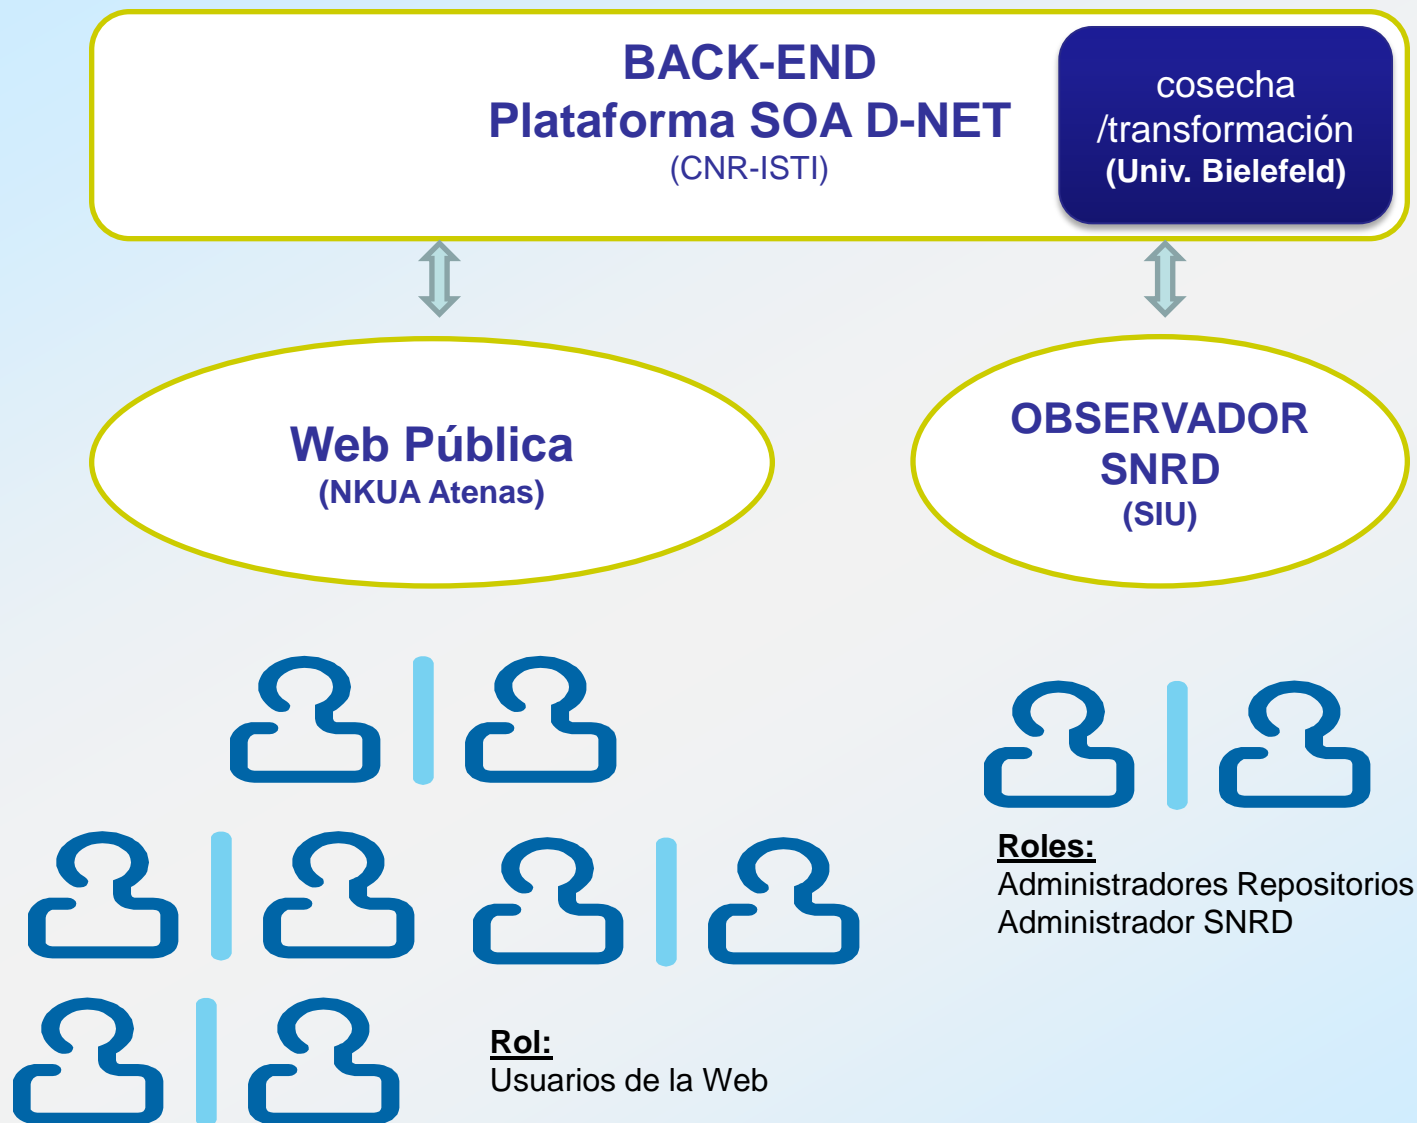 BACK-END
Plataforma SOA D-NET
(CNR-ISTI)
cosecha
/transformación
(Univ. Bielefeld)
Web Pública
(NKUA Atenas)
OBSERVADOR
SNRD
(SIU)
Roles:
Administradores Repositorios
Administrador SNRD
Rol:
Usuarios de la Web